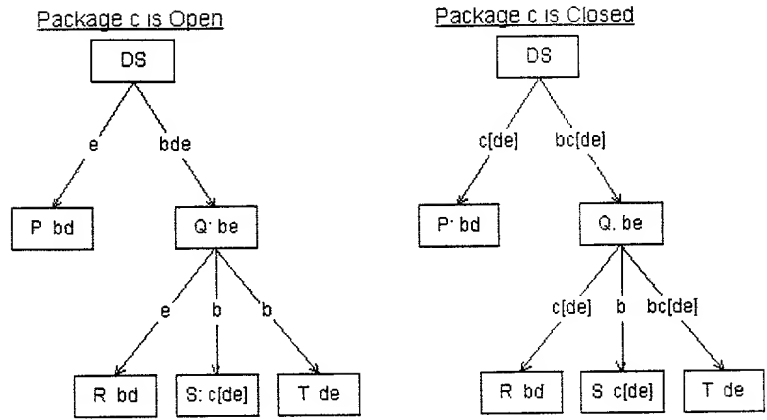 Package c is Open
DS
e
bde
P bd
Q: be
e
b
b
R bd
S: c[de]
T de
Package c is Closed
DS
c[de]
bc[de]
P: bd
Q. be
c[de]
b
bc[de]
R bd
S c[de]
T de